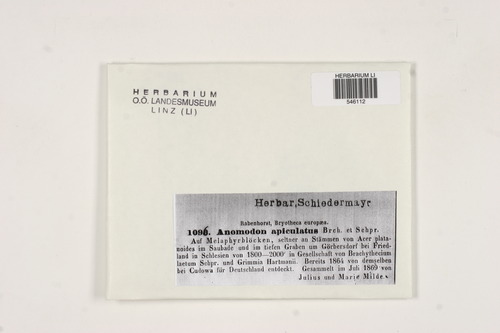 HERBARIUM
O.Ö. LANDESMUSEUM
LINZ (LI)
HERBARIUM LI
546112
Herbar, Schiedermayr
Rabenhorst, Bryotheca europæa.
1096. Anomodon apiculatus Brch. et Schpr.
Auf Melaphyrblöcken, seltner an Stämmen von Acer plata-
noides im Saubade und im tiefen Graben um Görbersdorf bei Fried-
land in Schlesien von 1800—2000' in Gesellschaft von Brachythecium
laetum Schpr. und Grimmia Hartmanii. Bereits 1864 von demselben
bei Cudowa für Deutschland entdeckt. Gesammelt im Juli 1869 von
Julius und Marie Milde.